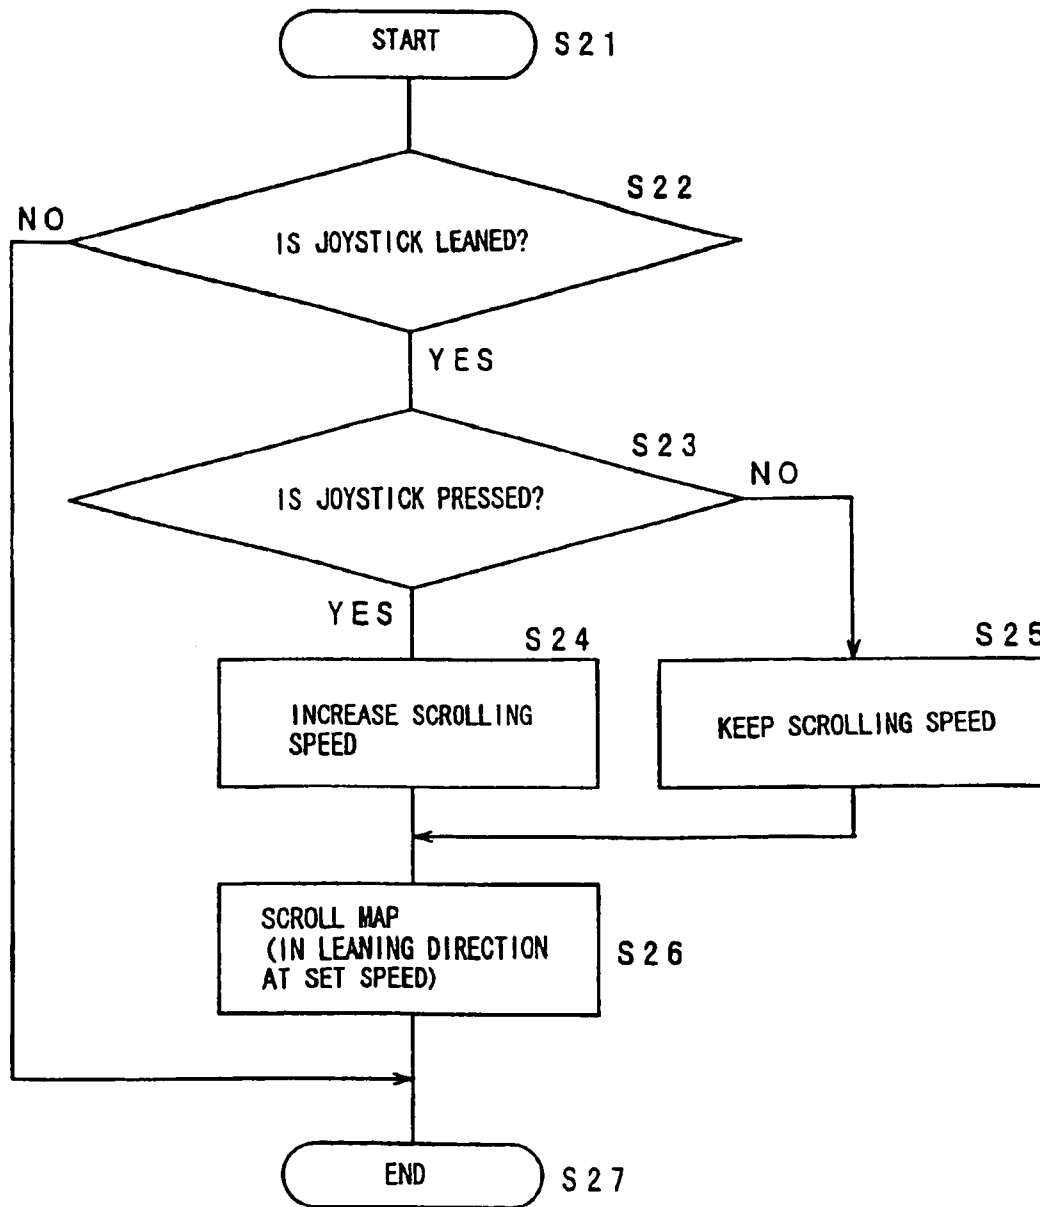 START
S21
S22
NO
IS JOYSTICK LEANED?
YES
S23
NO
IS JOYSTICK PRESSED?
YES
S24
S25
INCREASE SCROLLING
SPEED
KEEP SCROLLING SPEED
SCROLL MAP
(IN LEANING DIRECTION
AT SET SPEED)
S26
END
S27